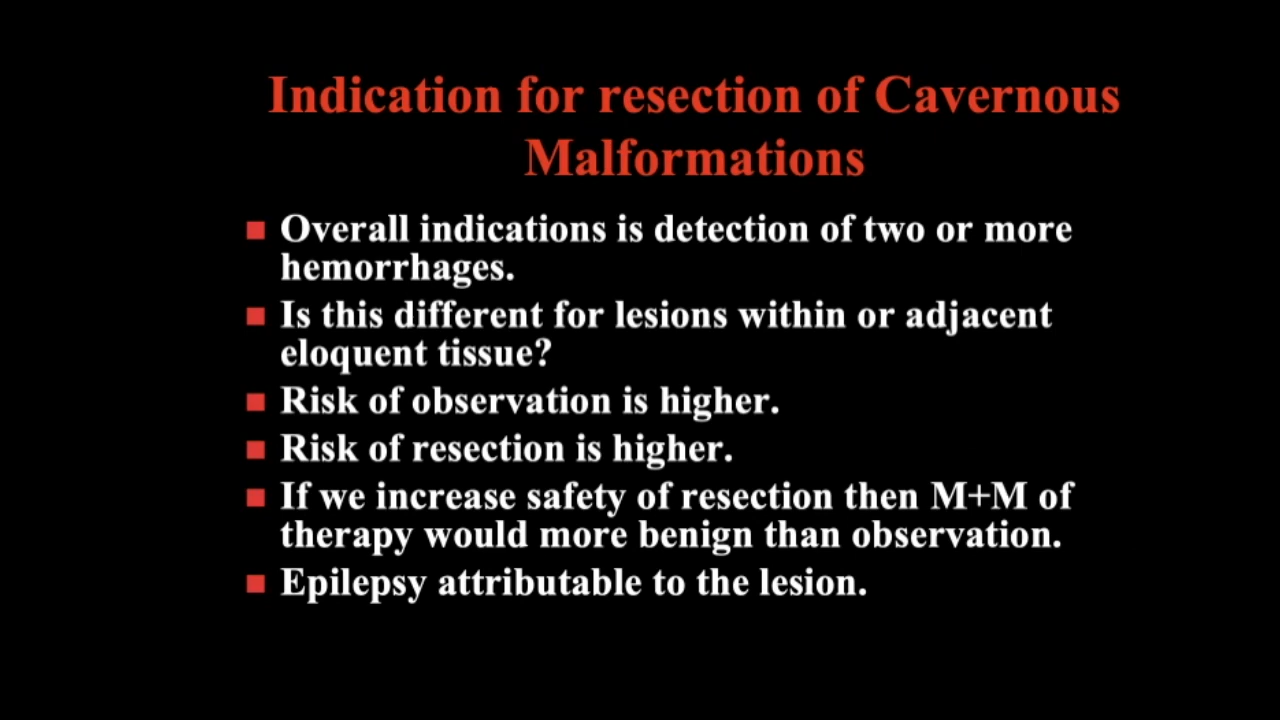 Indication for resection of Cavernous
Malformations
Overall indications is detection of two or more
hemorrhages.
Is this different for lesions within or adjacent
eloquent tissue?
Risk of observation is higher.
Risk of resection is higher.
If we increase safety of resection then M+M of
therapy would more benign than observation.
Epilepsy attributable to the lesion.